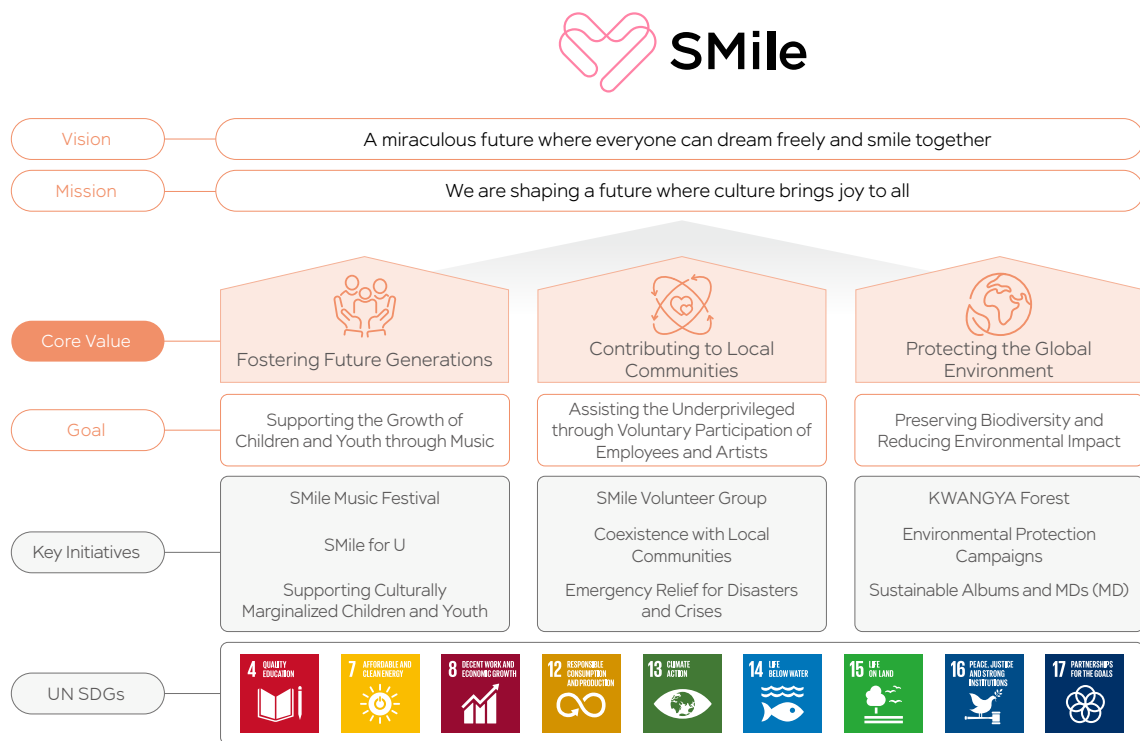 SMile
Vision
A miraculous future where everyone can dream freely and smile together
Mission
We are shaping a future where culture brings joy to all
Core Value
Fostering Future Generations
Contributing to Local
Communities
Protecting the Global
Environment
Goal
Supporting the Growth of
Children and Youth through Music
Assisting the Underprivileged
through Voluntary Participation of
Employees and Artists
Preserving Biodiversity and
Reducing Environmental Impact
Key Initiatives
SMile Music Festival
SMile for U
Supporting Culturally
Marginalized Children and Youth
SMile Volunteer Group
Coexistence with Local
Communities
Emergency Relief for Disasters
and Crises
KWANGYA Forest
Environmental Protection
Campaigns
Sustainable Albums and MDs (MD)
UN SDGs
4 QUALITY
EDUCATION
7 AFFORDABLE AND
CLEAN ENERGY
8 DECENT WORK AND
ECONOMIC GROWTH
12 RESPONSIBLE
CONSUMPTION
AND PRODUCTION
13 CLIMATE
ACTION
14 LIFE
BELOW WATER
15 LIFE
ON LAND
16 PEACE, JUSTICE
AND STRONG
INSTITUTIONS
17 PARTNERSHIPS
FOR THE GOALS